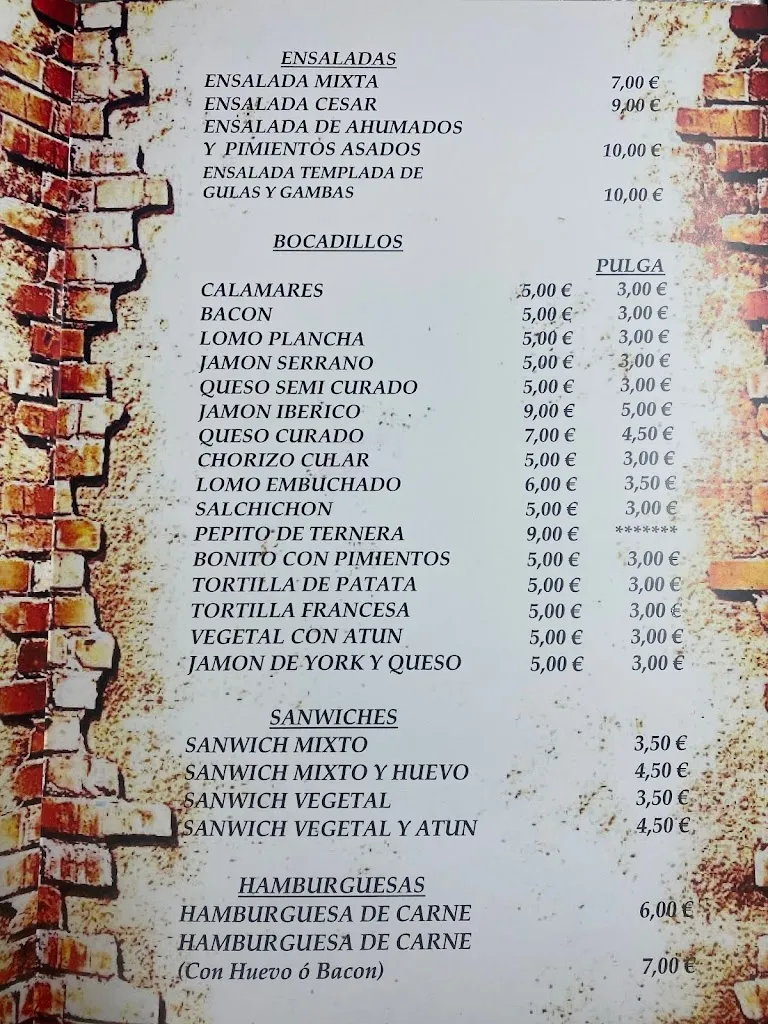 ENSALADAS
ENSALADA MIXTA 7,00 €
ENSALADA CESAR 9,00 €
ENSALADA DE AHUMADOS
Y PIMIENTOS ASADOS 10,00 €
ENSALADA TEMPLADA DE
GULAS Y GAMBAS 10,00 €
BOCADILLOS
PULGA
CALAMARES 5,00 € 3,00 €
BACON 5,00 € 3,00 €
LOMO PLANCHA 5,00 € 3,00 €
JAMON SERRANO 5,00 € 3,00 €
QUESO SEMI CURADO 5,00 € 3,00 €
JAMON IBERICO 9,00 € 5,00 €
QUESO CURADO 7,00 € 4,50 €
CHORIZO CULAR 5,00 € 3,00 €
LOMO EMBUCHADO 6,00 € 3,50 €
SALCHICHON 5,00 € 3,00 €
PEPITO DE TERNERA 9,00 € *******
BONITO CON PIMIENTOS 5,00 € 3,00 €
TORTILLA DE PATATA 5,00 € 3,00 €
TORTILLA FRANCESA 5,00 € 3,00 €
VEGETAL CON ATUN 5,00 € 3,00 €
JAMON DE YORK Y QUESO 5,00 € 3,00 €
SANWICHES
SANWICH MIXTO 3,50 €
SANWICH MIXTO Y HUEVO 4,50 €
SANWICH VEGETAL 3,50 €
SANWICH VEGETAL Y ATUN 4,50 €
HAMBURGUESAS
HAMBURGUESA DE CARNE 6,00 €
HAMBURGUESA DE CARNE
(Con Huevo ó Bacon) 7,00 €